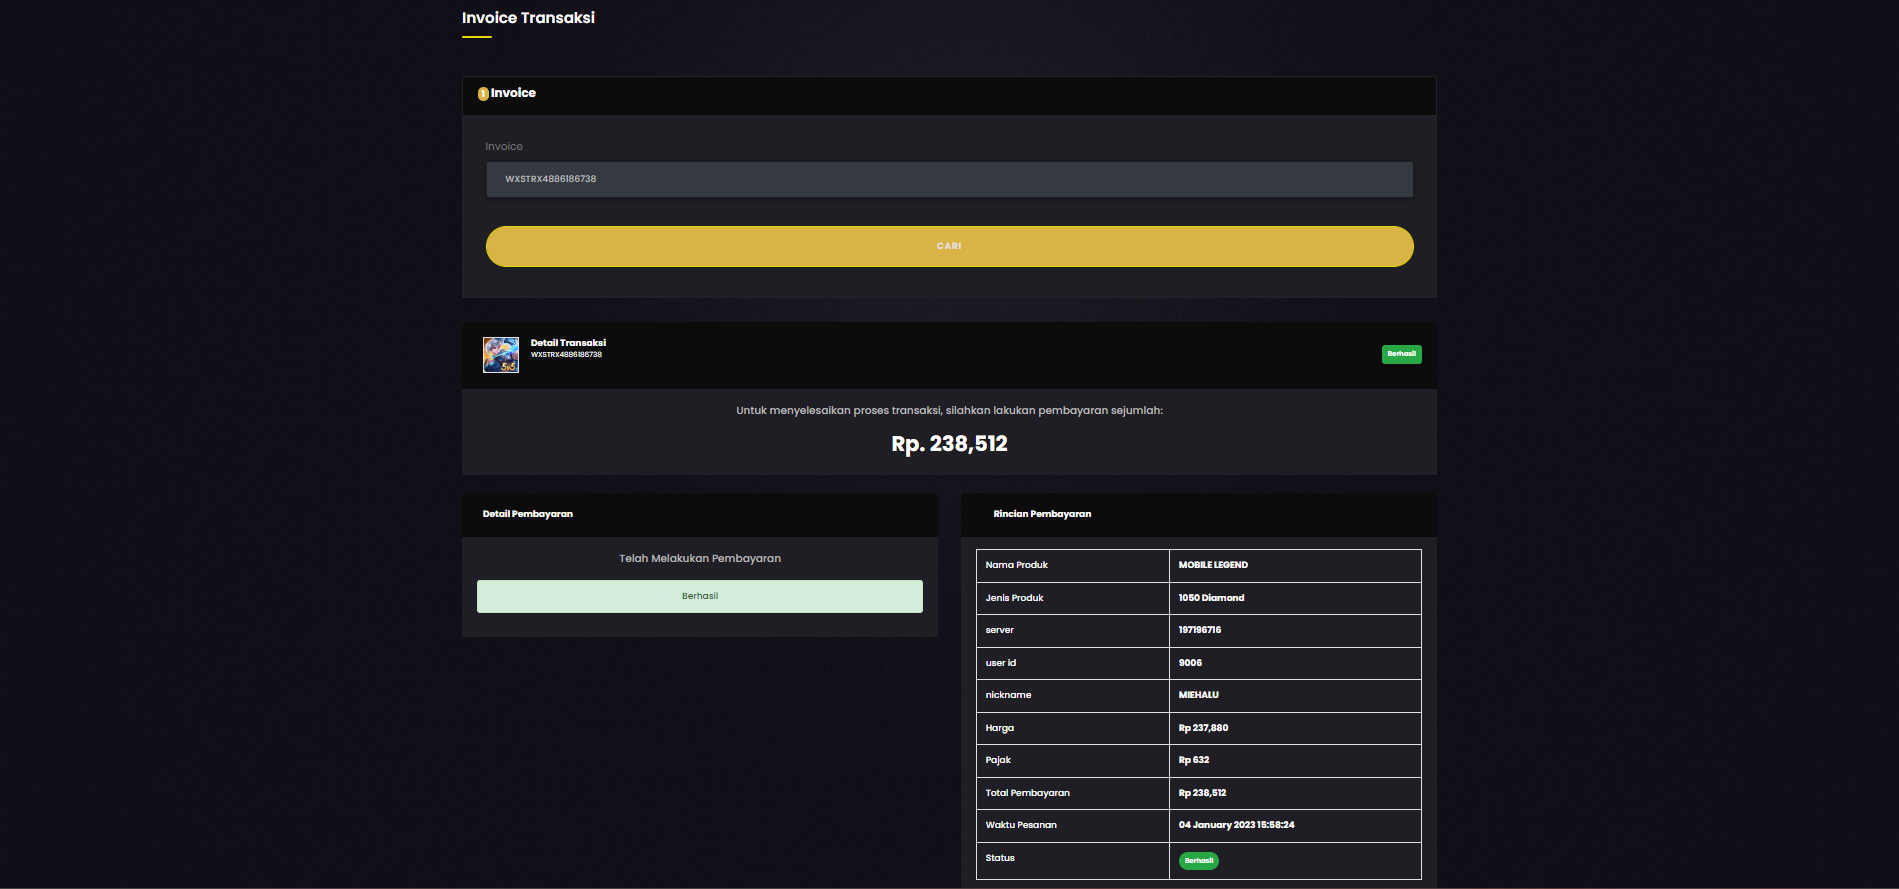 Invoice Transaksi
1 Invoice
Invoice
WXSTRX4886186738
CARI
Detail Transaksi
WXSTRX4886186738
5v5
Berhasil
Untuk menyelesaikan proses transaksi, silahkan lakukan pembayaran sejumlah:
Rp. 238,512
Detail Pembayaran
Telah Melakukan Pembayaran
Berhasil
Rincian Pembayaran
Nama Produk MOBILE LEGEND
Jenis Produk 1050 Diamond
server 197196716
user id 9006
nickname MIEHALU
Harga Rp 237,880
Pajak Rp 632
Total Pembayaran Rp 238,512
Waktu Pesanan 04 January 2023 15:58:24
Status Berhasil